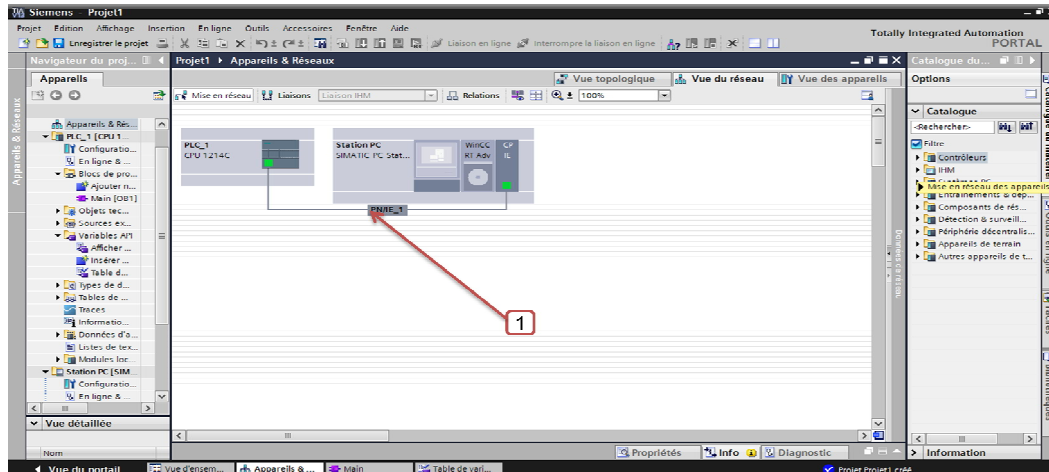 Siemens - Projet1
Projet Edition Affichage Insertion En ligne Outils Accessoires Fenêtre Aide
Totally Integrated Automation
PORTAL
Enregistrer le projet
Liaison en ligne
Interrompre la liaison en ligne
Navigateur du proj...
Projet1 ▸ Appareils & Réseaux
Catalogue du...
Appareils
Vue topologique
Vue du réseau
Vue des appareils
Options
Mise en réseau
Liaisons
Liaison IHM
Relations
100%
Appareils & Réseaux
Appareils & Rés...
PLC_1 [CPU 1...
Configuratio...
En ligne & ...
Blocs de pro...
Ajouter n...
Main [OB1]
Objets tec...
Sources ex...
Variables API
Afficher ...
Insérer ...
Table d...
Types de d...
Tables de ...
Traces
Informatio...
Données d'a...
Listes de tex...
Modules loc...
Station PC [SIM...
Configuratio...
En ligne & ...
Vue détaillée
Nom
PLC_1
CPU 1214C
Station PC
SIMATIC PC Stat...
WinCC
RT Adv
CP
IE
PN/IE_1
1
Données de réseau
Catalogue
<Rechercher>
Filtre
Contrôleurs
IHM
Mise en réseau des appareils
Composants de rés...
Détection & surveill...
Périphérie décentralis...
Appareils de terrain
Autres appareils de t...
Information
Propriétés
Info
Diagnostic
Vue du portail
Vue d'ensem...
Appareils & ...
Main
Table de vari...
Projet Projet1 créé